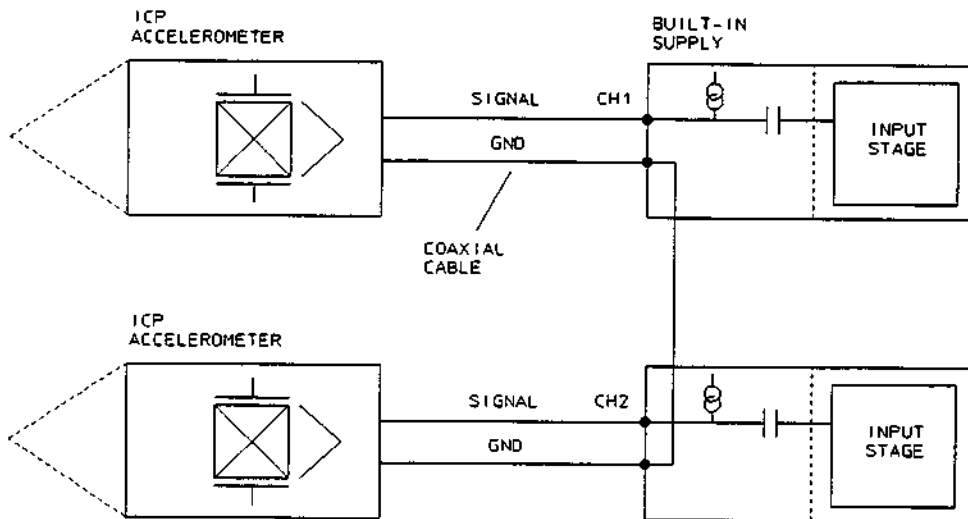 ICP
ACCELEROMETER
BUILT-IN
SUPPLY
SIGNAL
CH1
GND
INPUT
STAGE
COAXIAL
CABLE
ICP
ACCELEROMETER
SIGNAL
CH2
GND
INPUT
STAGE